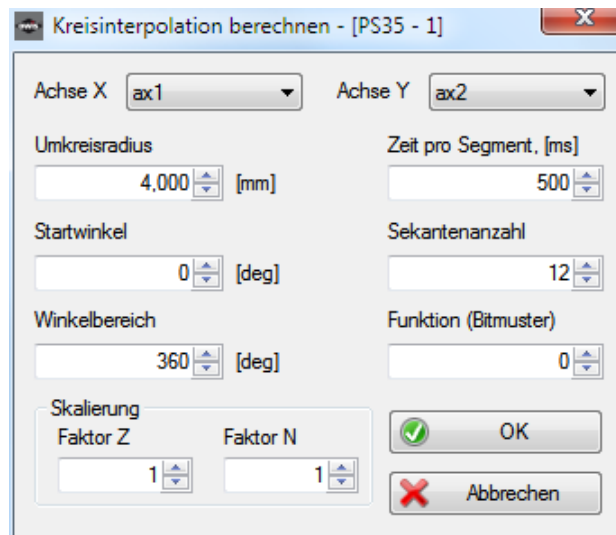 Kreisinterpolation berechnen - [PS35 - 1]
Achse X ax1 Achse Y ax2
Umkreisradius Zeit pro Segment, [ms]
4,000 [mm] 500
Startwinkel Sekantenanzahl
0 [deg] 12
Winkelbereich Funktion (Bitmuster)
360 [deg] 0
Skalierung
Faktor Z Faktor N OK
1 1 Abbrechen